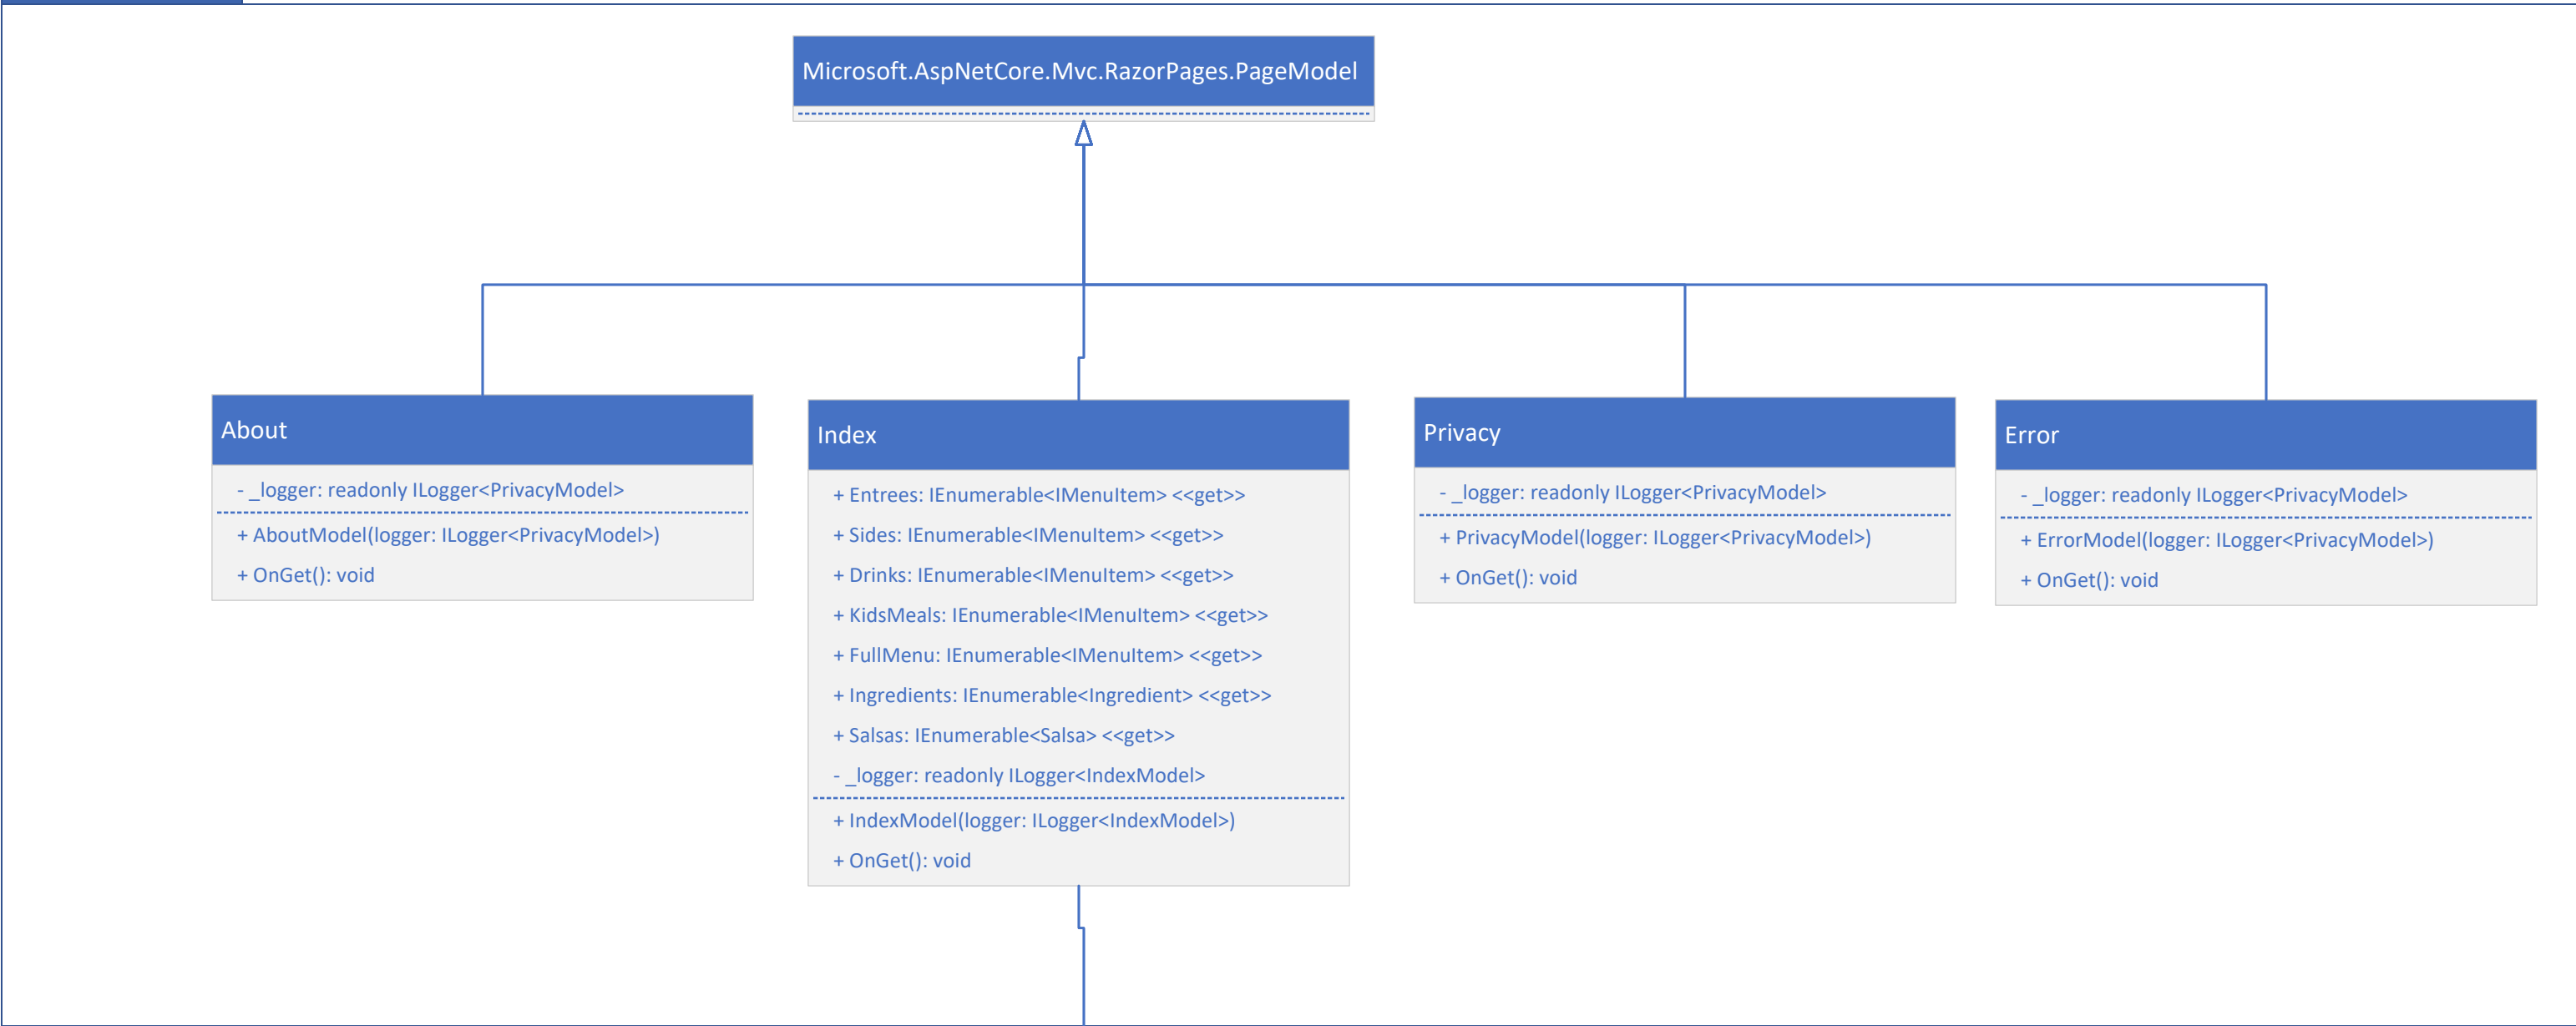 Microsoft.AspNetCore.Mvc.RazorPages.PageModel
About
- _logger: readonly ILogger<PrivacyModel>
+ AboutModel(logger: ILogger<PrivacyModel>)
+ OnGet(): void
Index
+ Entrees: IEnumerable<IMenuItem> <<get>>
+ Sides: IEnumerable<IMenuItem> <<get>>
+ Drinks: IEnumerable<IMenuItem> <<get>>
+ KidsMeals: IEnumerable<IMenuItem> <<get>>
+ FullMenu: IEnumerable<IMenuItem> <<get>>
+ Ingredients: IEnumerable<Ingredient> <<get>>
+ Salsas: IEnumerable<Salsa> <<get>>
- _logger: readonly ILogger<IndexModel>
+ IndexModel(logger: ILogger<IndexModel>)
+ OnGet(): void
Privacy
- _logger: readonly ILogger<PrivacyModel>
+ PrivacyModel(logger: ILogger<PrivacyModel>)
+ OnGet(): void
Error
- _logger: readonly ILogger<PrivacyModel>
+ ErrorModel(logger: ILogger<PrivacyModel>)
+ OnGet(): void